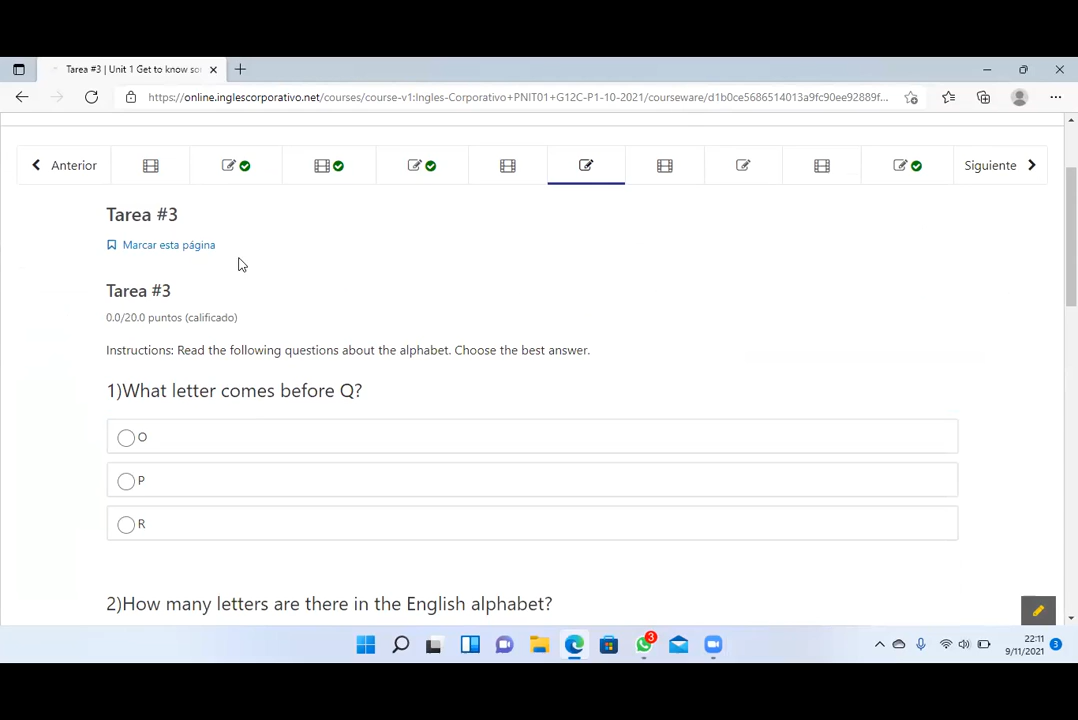 Tarea #3 | Unit 1 Get to know so
https://online.inglescorporativo.net/courses/course-v1:Ingles-Corporativo+PNIT01+G12C-P1-10-2021/courseware/d1b0ce5686514013a9fc90ee92889f...
Anterior
Siguiente
Tarea #3
Marcar esta página
Tarea #3
0.0/20.0 puntos (calificado)
Instructions: Read the following questions about the alphabet. Choose the best answer.
1)What letter comes before Q?
O
P
R
2)How many letters are there in the English alphabet?
3
22:11
9/11/2021
3